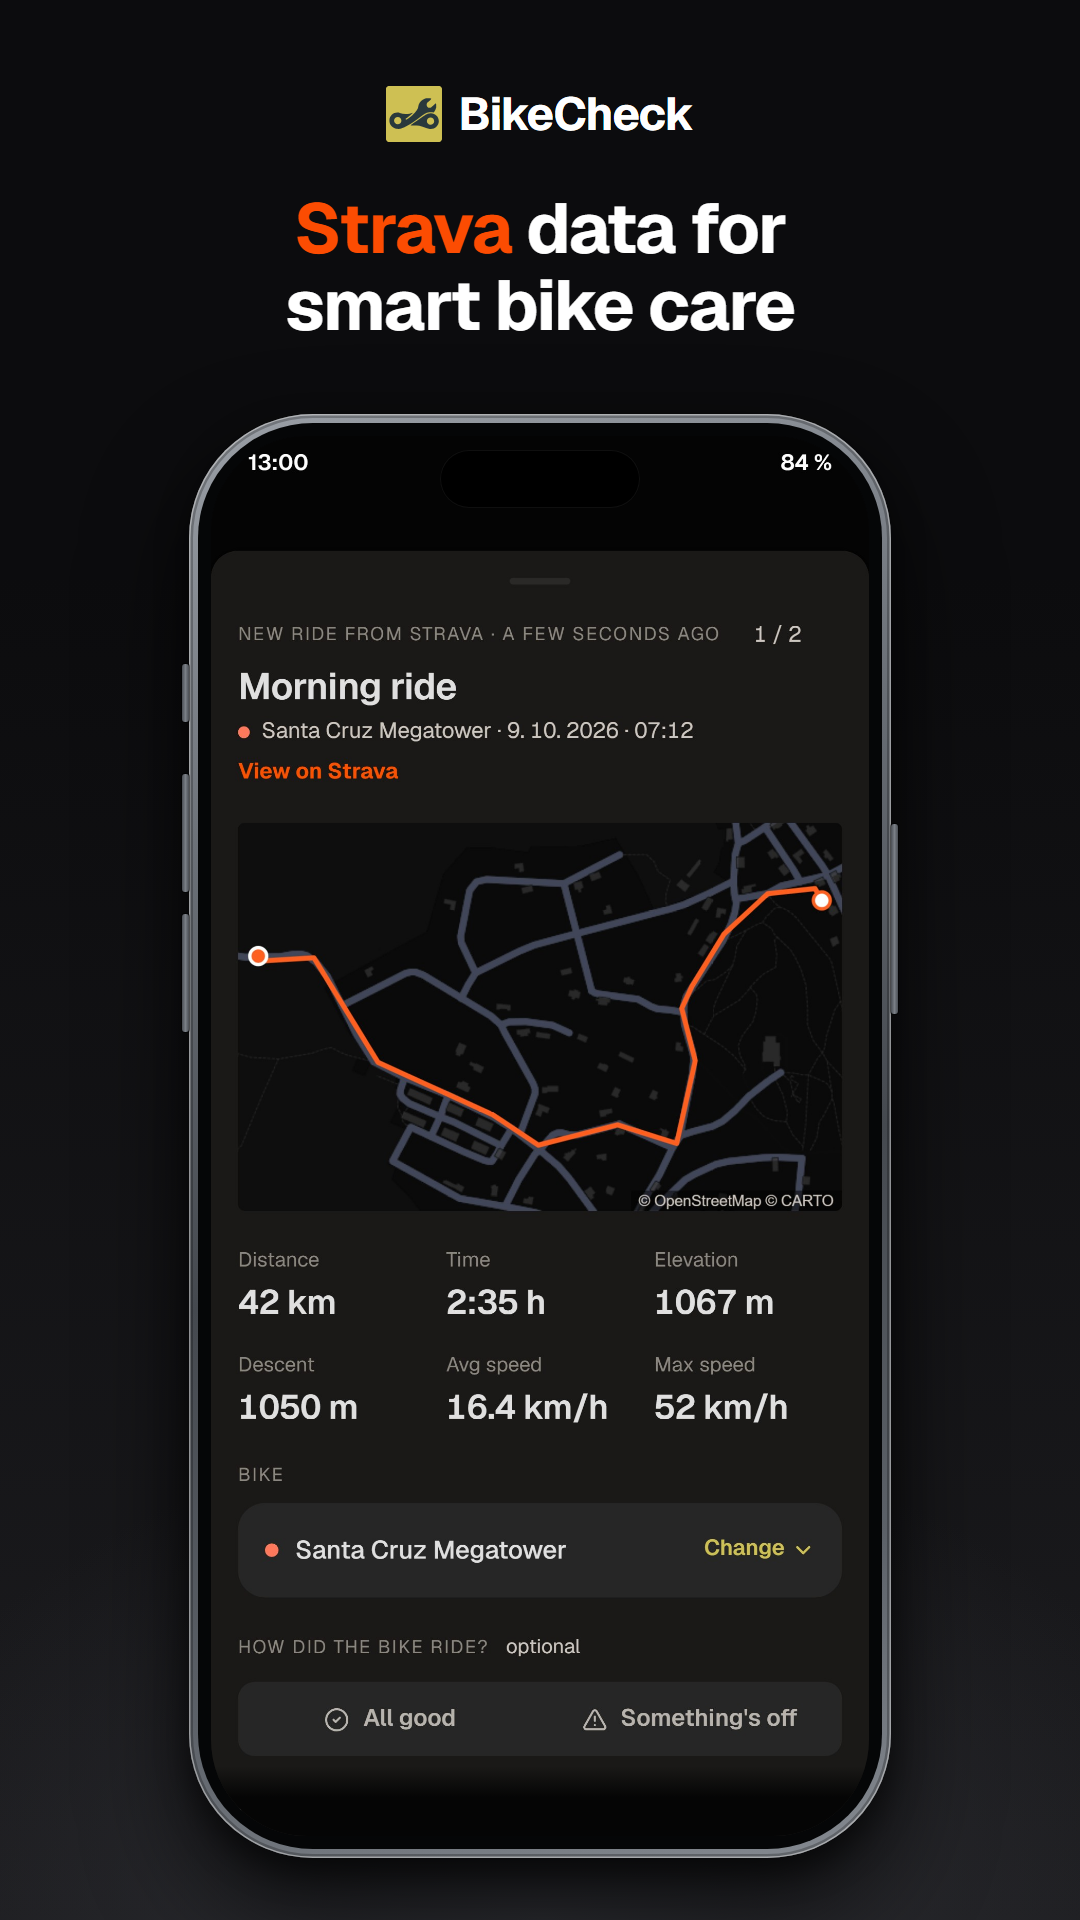 BikeCheck
Strava data for
smart bike care
13:00
84 %
NEW RIDE FROM STRAVA · A FEW SECONDS AGO
1 / 2
Morning ride
Santa Cruz Megatower · 9. 10. 2026 · 07:12
View on Strava
© OpenStreetMap © CARTO
Distance
Time
Elevation
42 km
2:35 h
1067 m
Descent
Avg speed
Max speed
1050 m
16.4 km/h
52 km/h
BIKE
Santa Cruz Megatower
Change
HOW DID THE BIKE RIDE? optional
All good
Something's off